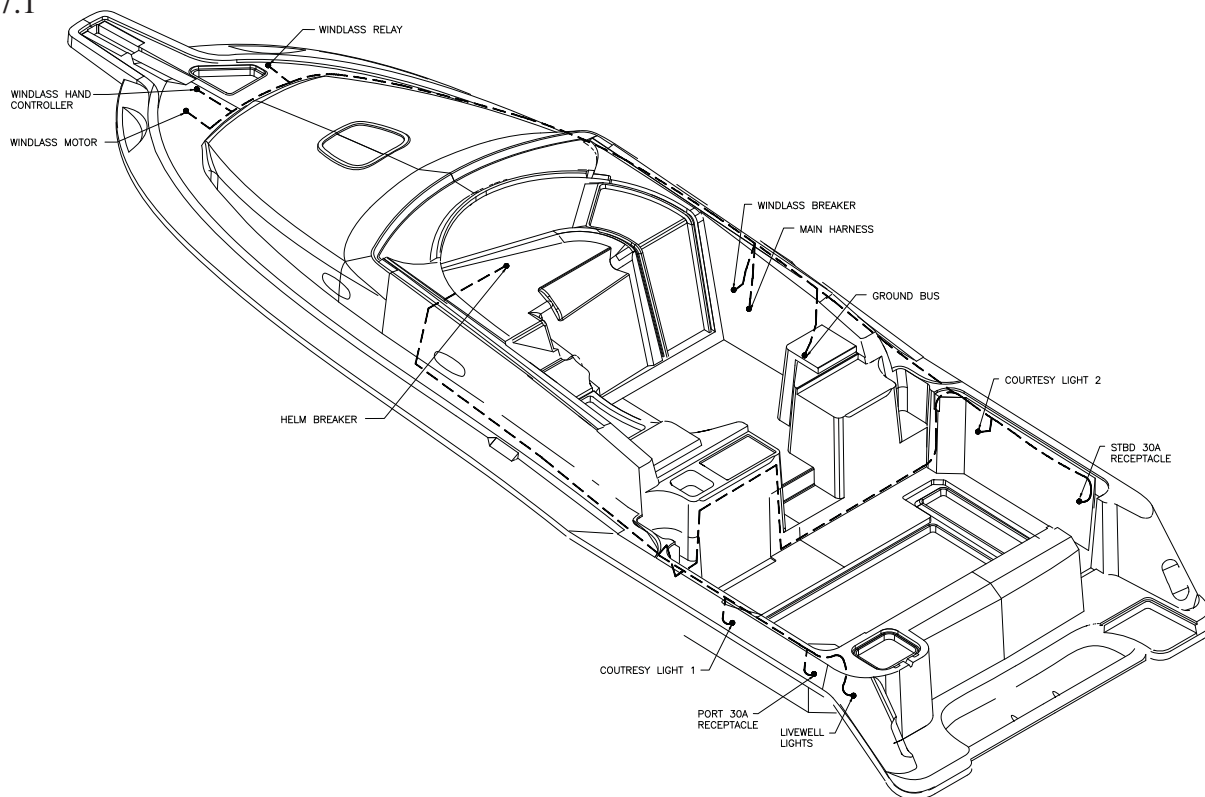 7.1
WINDLASS RELAY
WINDLASS HAND
CONTROLLER
WINDLASS MOTOR
WINDLASS BREAKER
MAIN HARNESS
GROUND BUS
COURTESY LIGHT 2
HELM BREAKER
STBD 30A
RECEPTACLE
COUTRESY LIGHT 1
PORT 30A
RECEPTACLE
LIVEWELL
LIGHTS